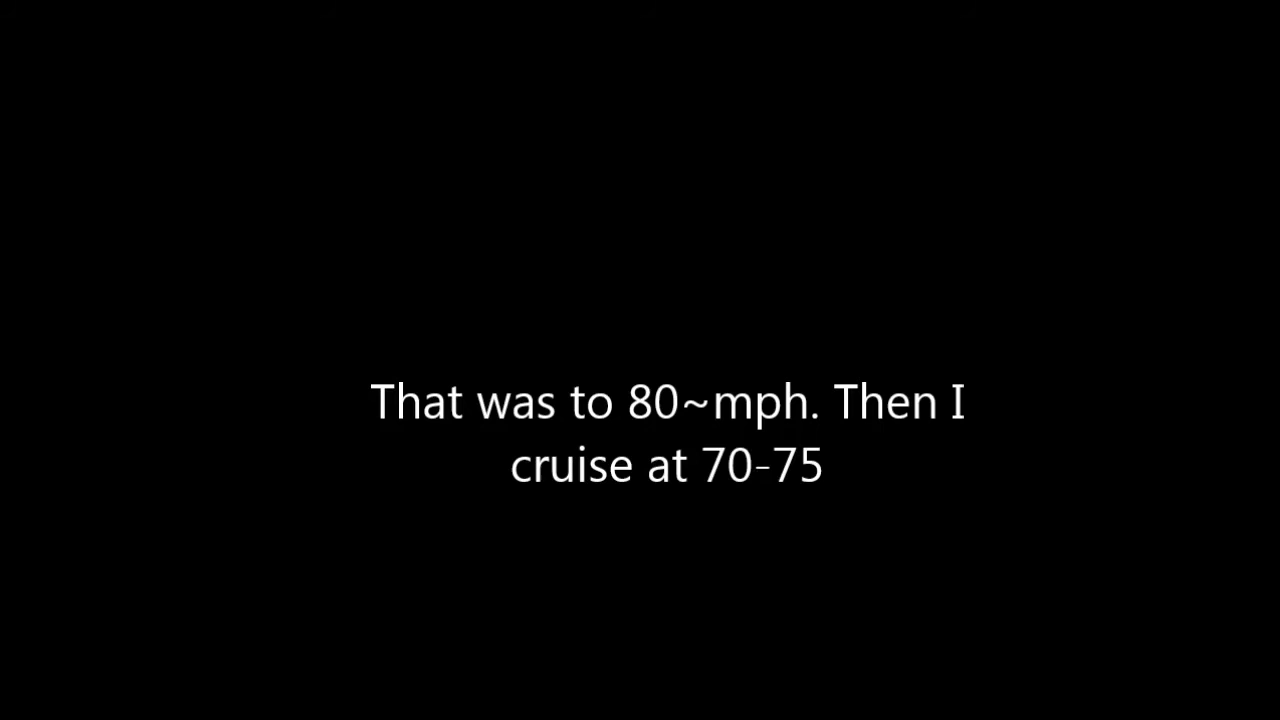 That was to 80~mph. Then I
cruise at 70-75